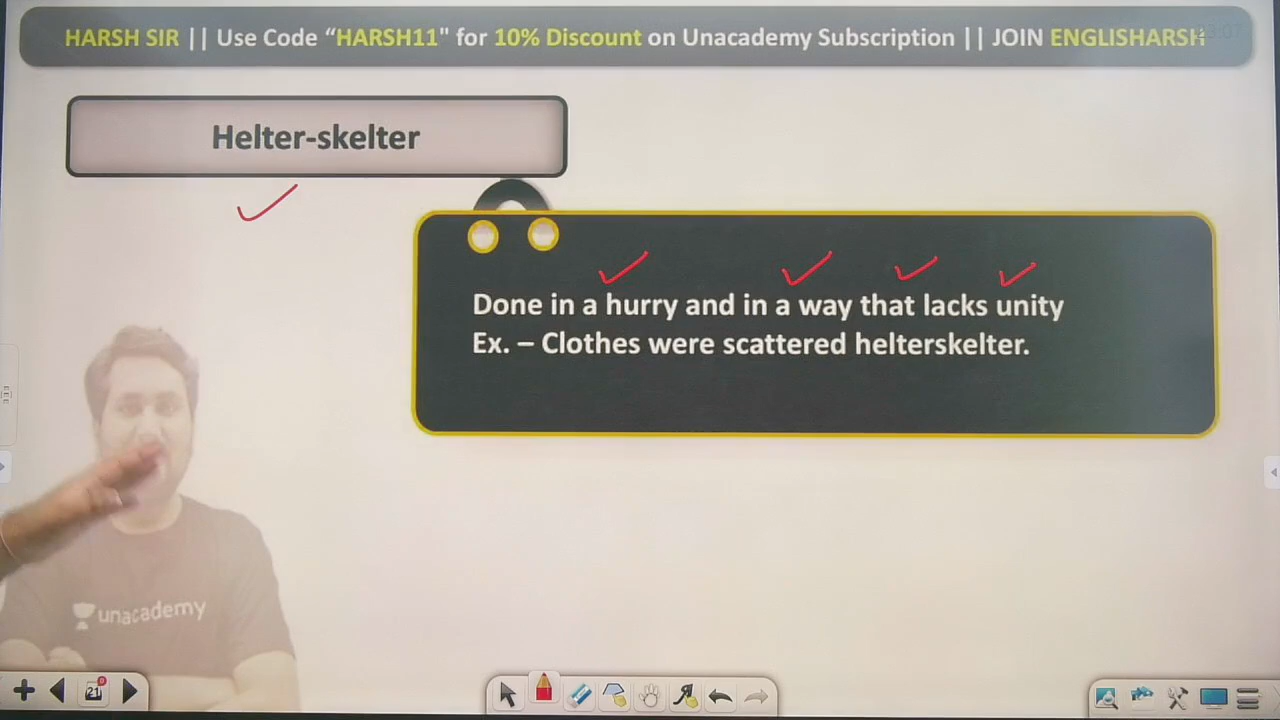 HARSH SIR || Use Code “HARSH11" for 10% Discount on Unacademy Subscription || JOIN ENGLISHARSH
Helter-skelter
Done in a hurry and in a way that lacks unity
Ex. – Clothes were scattered helterskelter.
unacademy
21